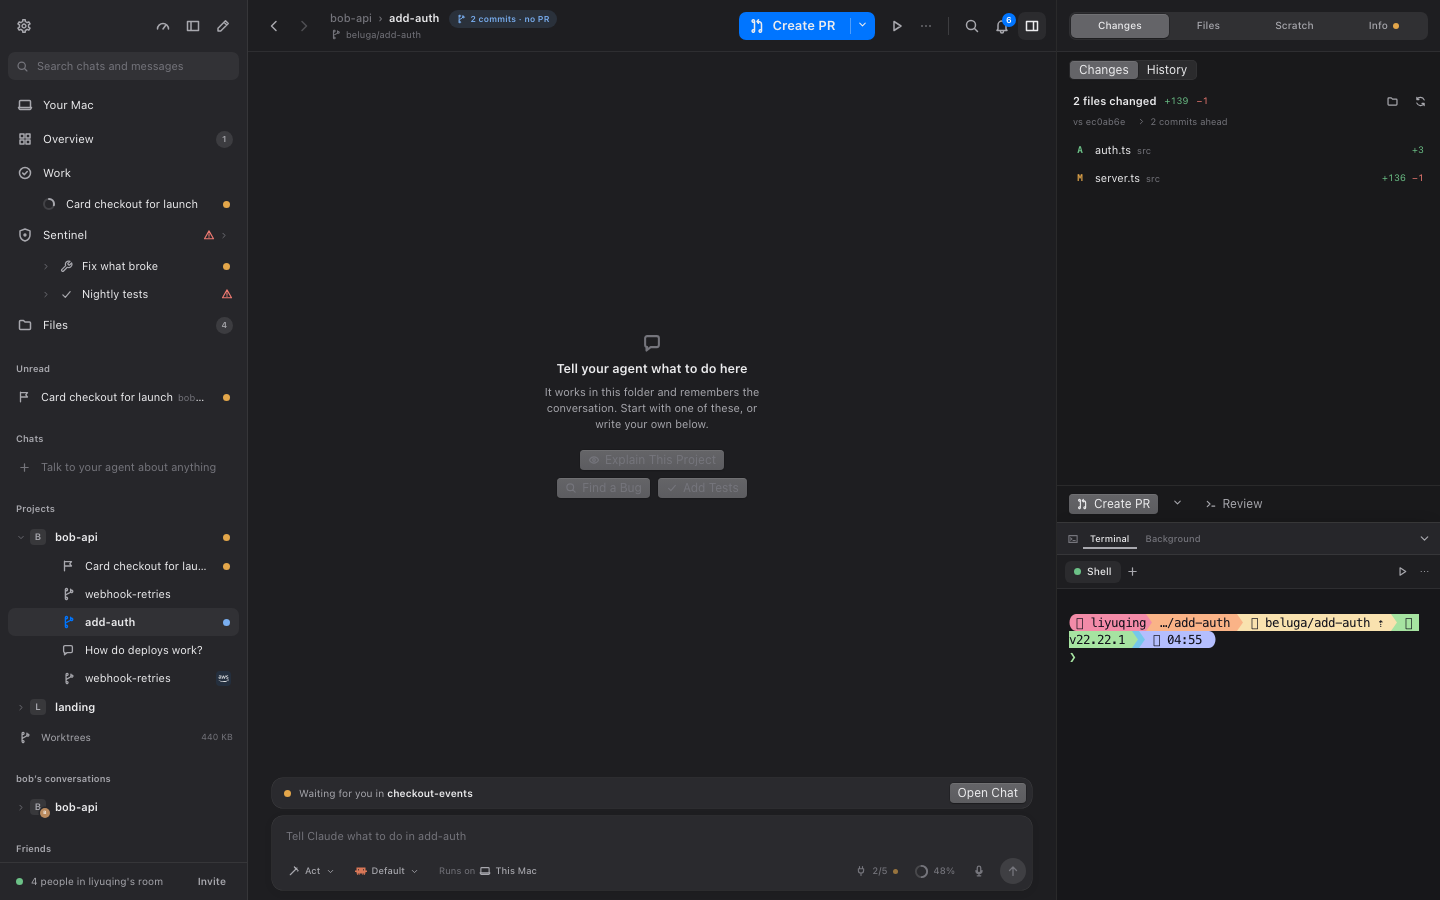 Search chats and messages
Your Mac
Overview 1
Work
Card checkout for launch
Sentinel
Fix what broke
Nightly tests
Files 4
Unread
Card checkout for launch bob...
Chats
Talk to your agent about anything
Projects
B bob-api
Card checkout for lau...
webhook-retries
add-auth
How do deploys work?
webhook-retries aws
L landing
Worktrees 440 KB
bob's conversations
B bob-api
Friends
4 people in liyuqing's room Invite
bob-api › add-auth 2 commits · no PR
beluga/add-auth
Create PR
6
Tell your agent what to do here
It works in this folder and remembers the
conversation. Start with one of these, or
write your own below.
Explain This Project
Find a Bug Add Tests
Waiting for you in checkout-events Open Chat
Tell Claude what to do in add-auth
Act Default Runs on This Mac 2/5 48%
Changes Files Scratch Info
Changes History
2 files changed +139 −1
vs ec0ab6e > 2 commits ahead
A auth.ts src +3
M server.ts src +136 −1
Create PR Review
Terminal Background
Shell
liyuqing …/add-auth beluga/add-auth ↑
v22.22.1 04:55
❯